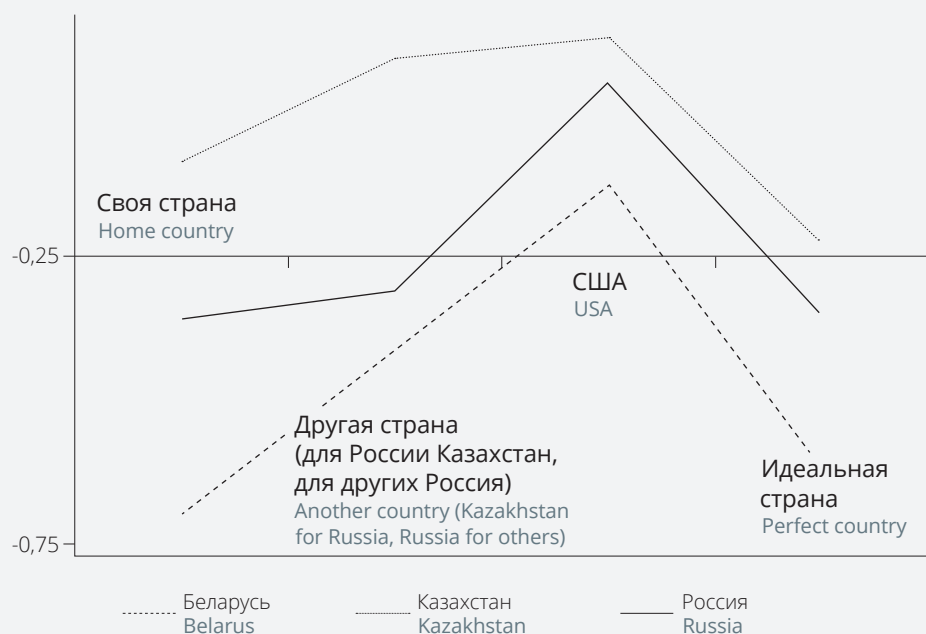 Своя страна
Home country
-0,25
США
USA
Другая страна
(для России Казахстан,
для других Россия)
Another country (Kazakhstan
for Russia, Russia for others)
Идеальная
страна
Perfect country
-0,75
Беларусь
Belarus
Казахстан
Kazakhstan
Россия
Russia